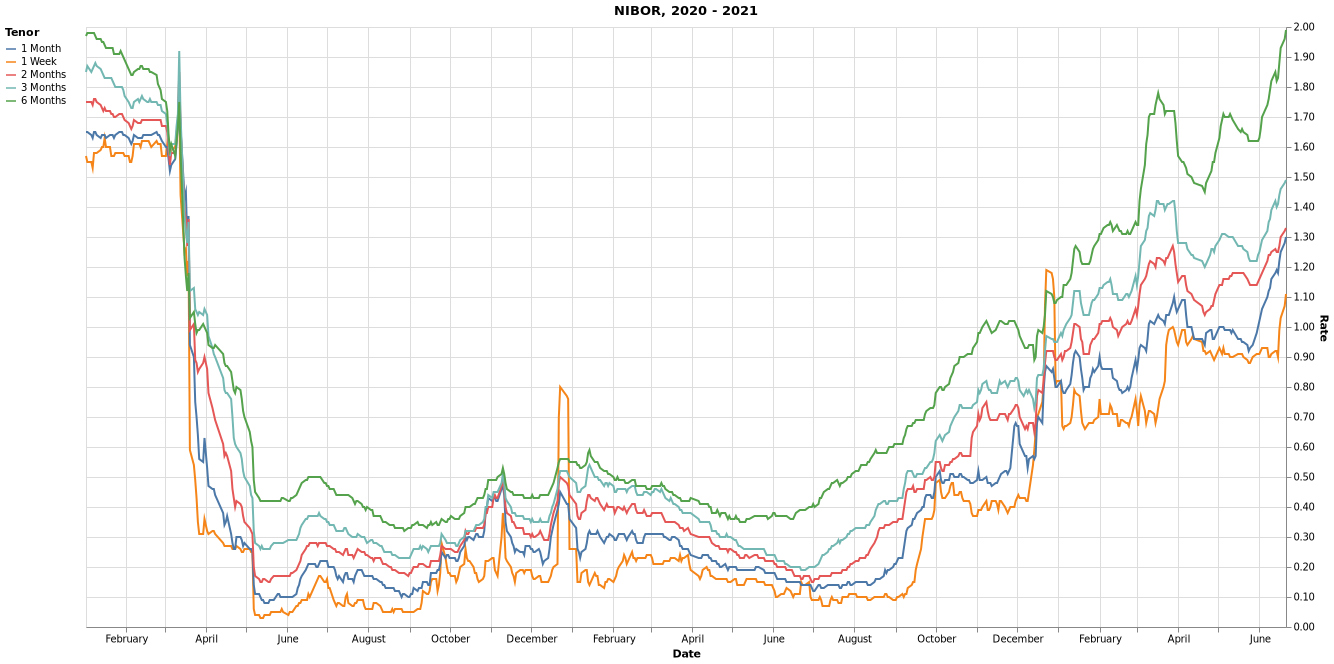 NIBOR, 2020 - 2021
Tenor
1 Month
1 Week
2 Months
3 Months
6 Months
2.00
1.90
1.80
1.70
1.60
1.50
1.40
1.30
1.20
1.10
1.00
0.90
0.80
0.70
0.60
0.50
0.40
0.30
0.20
0.10
0.00
Rate
February April June August October December February April June August October December February April June
Date